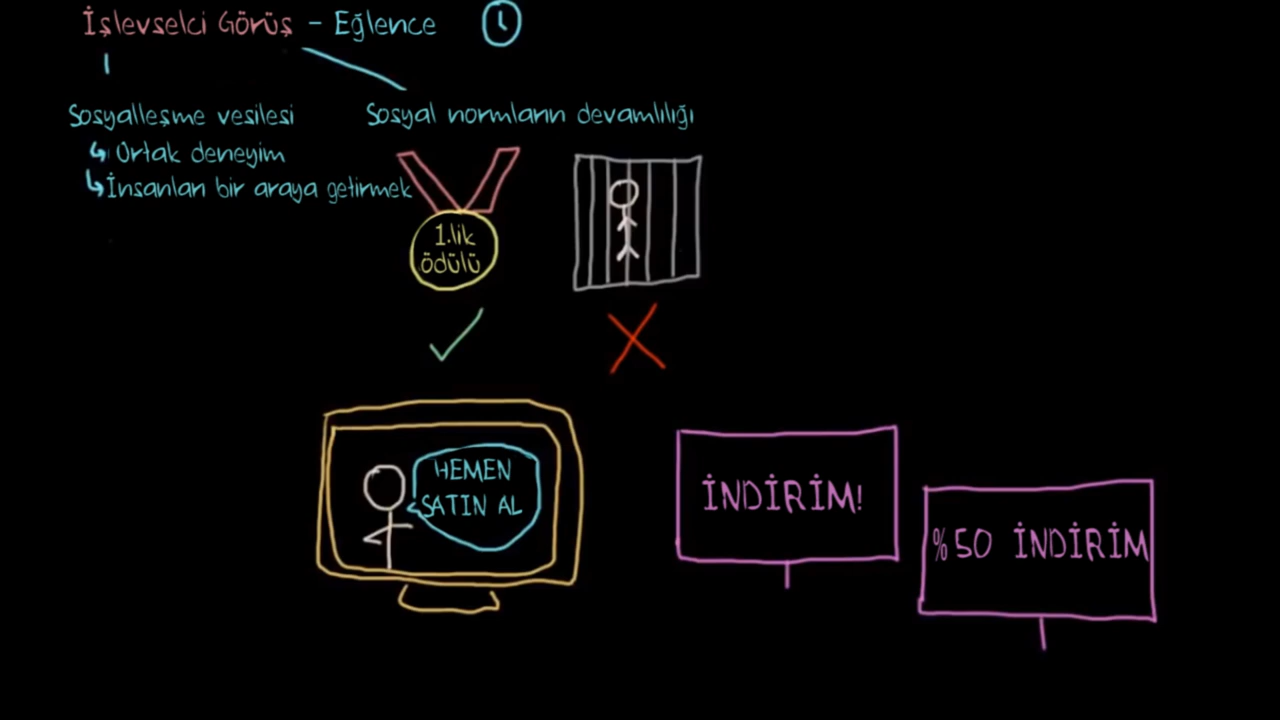 İşlevselci Görüş - Eğlence
Sosyalleşme vesilesi
Ortak deneyim
İnsanları bir araya getirmek
Sosyal normların devamlılığı
1.lik
ödülü
HEMEN
SATIN AL
İNDİRİM!
%50 İNDİRİM